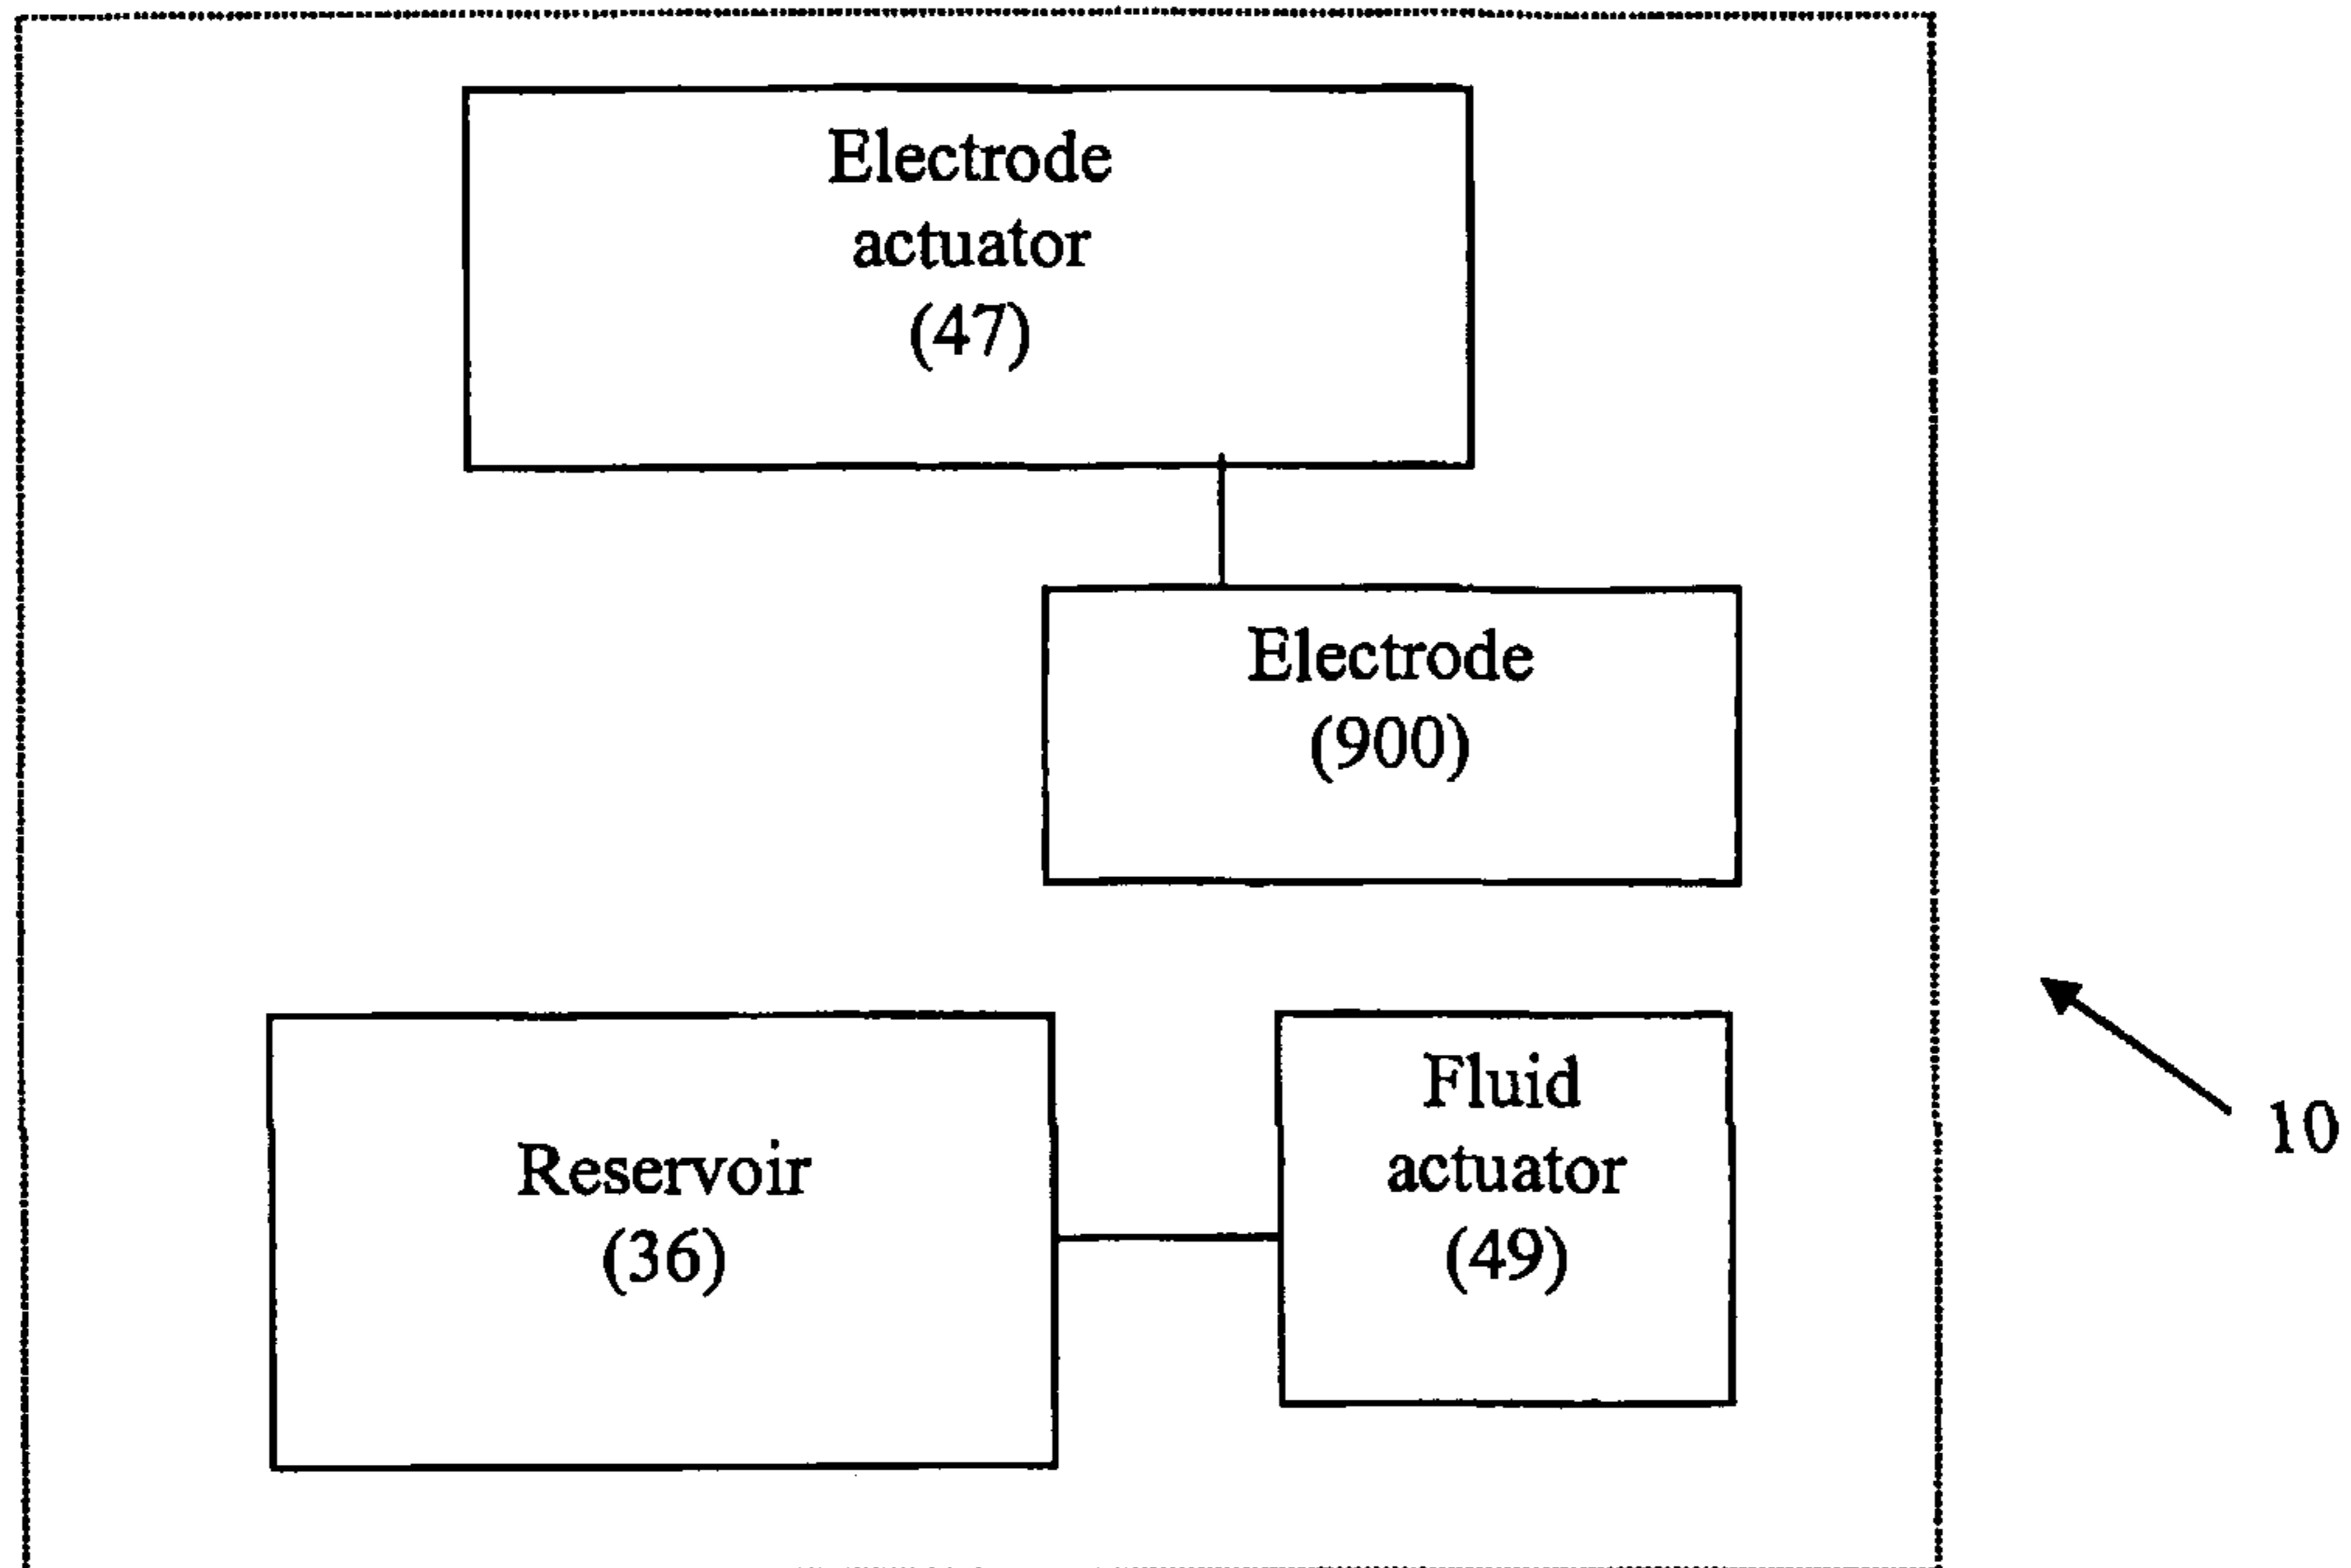 Electrode
actuator
(47)
Electrode
(900)
Reservoir
(36)
Fluid
actuator
(49)
10